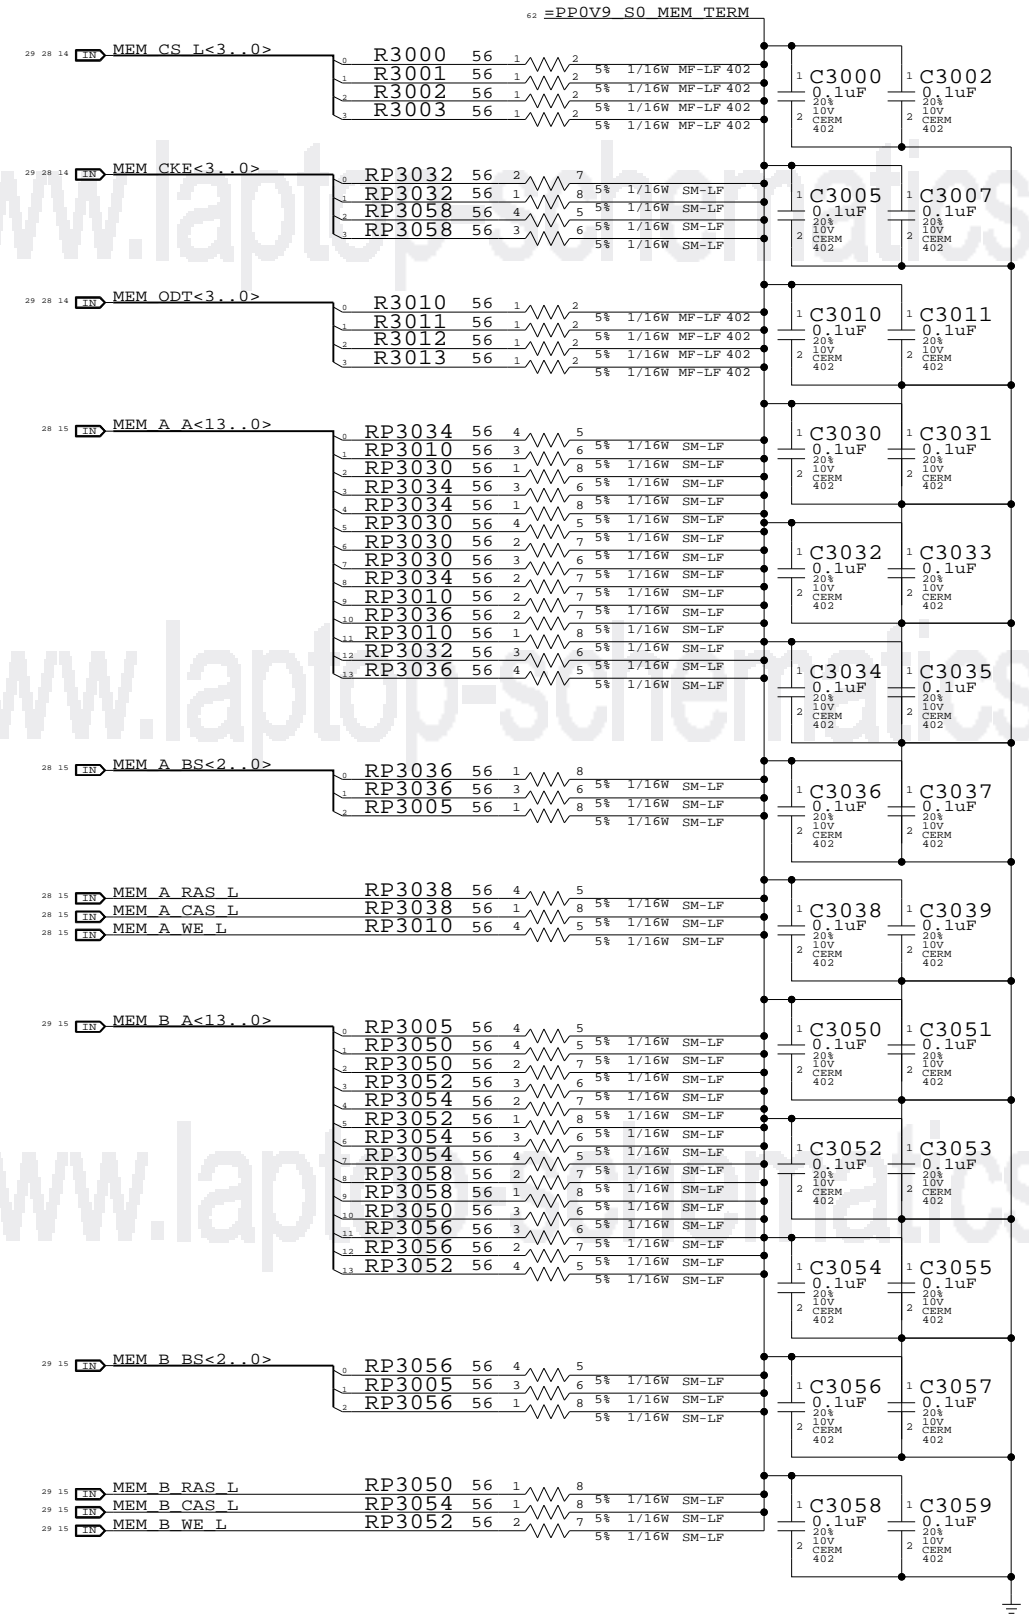 62 =PP0V9_S0_MEM_TERM
29 28 14 IN MEM_CS_L<3..0>
0 R3000 56 1 2 5% 1/16W MF-LF 402
1 R3001 56 1 2 5% 1/16W MF-LF 402
2 R3002 56 1 2 5% 1/16W MF-LF 402
3 R3003 56 1 2 5% 1/16W MF-LF 402
1 C3000 1 C3002
0.1uF 0.1uF
20% 20%
10V 10V
2 CERM 2 CERM
402 402
29 28 14 IN MEM_CKE<3..0>
0 RP3032 56 2 7 5% 1/16W SM-LF
1 RP3032 56 1 8 5% 1/16W SM-LF
2 RP3058 56 4 5 5% 1/16W SM-LF
3 RP3058 56 3 6 5% 1/16W SM-LF
1 C3005 1 C3007
0.1uF 0.1uF
20% 20%
10V 10V
2 CERM 2 CERM
402 402
29 28 14 IN MEM_ODT<3..0>
0 R3010 56 1 2 5% 1/16W MF-LF 402
1 R3011 56 1 2 5% 1/16W MF-LF 402
2 R3012 56 1 2 5% 1/16W MF-LF 402
3 R3013 56 1 2 5% 1/16W MF-LF 402
1 C3010 1 C3011
0.1uF 0.1uF
20% 20%
10V 10V
2 CERM 2 CERM
402 402
28 15 IN MEM_A_A<13..0>
0 RP3034 56 4 5 5% 1/16W SM-LF
1 RP3010 56 3 6 5% 1/16W SM-LF
2 RP3030 56 1 8 5% 1/16W SM-LF
3 RP3034 56 3 6 5% 1/16W SM-LF
4 RP3034 56 1 8 5% 1/16W SM-LF
5 RP3030 56 4 5 5% 1/16W SM-LF
6 RP3030 56 2 7 5% 1/16W SM-LF
7 RP3030 56 3 6 5% 1/16W SM-LF
8 RP3034 56 2 7 5% 1/16W SM-LF
9 RP3010 56 2 7 5% 1/16W SM-LF
10 RP3036 56 2 7 5% 1/16W SM-LF
11 RP3010 56 1 8 5% 1/16W SM-LF
12 RP3032 56 3 6 5% 1/16W SM-LF
13 RP3036 56 4 5 5% 1/16W SM-LF
1 C3030 1 C3031
0.1uF 0.1uF
20% 20%
10V 10V
2 CERM 2 CERM
402 402
1 C3032 1 C3033
0.1uF 0.1uF
20% 20%
10V 10V
2 CERM 2 CERM
402 402
1 C3034 1 C3035
0.1uF 0.1uF
20% 20%
10V 10V
2 CERM 2 CERM
402 402
28 15 IN MEM_A_BS<2..0>
0 RP3036 56 1 8 5% 1/16W SM-LF
1 RP3036 56 3 6 5% 1/16W SM-LF
2 RP3005 56 1 8 5% 1/16W SM-LF
1 C3036 1 C3037
0.1uF 0.1uF
20% 20%
10V 10V
2 CERM 2 CERM
402 402
28 15 IN MEM_A_RAS_L RP3038 56 4 5 5% 1/16W SM-LF
28 15 IN MEM_A_CAS_L RP3038 56 1 8 5% 1/16W SM-LF
28 15 IN MEM_A_WE_L RP3010 56 4 5 5% 1/16W SM-LF
1 C3038 1 C3039
0.1uF 0.1uF
20% 20%
10V 10V
2 CERM 2 CERM
402 402
29 15 IN MEM_B_A<13..0>
0 RP3005 56 4 5 5% 1/16W SM-LF
1 RP3050 56 4 5 5% 1/16W SM-LF
2 RP3050 56 2 7 5% 1/16W SM-LF
3 RP3052 56 3 6 5% 1/16W SM-LF
4 RP3054 56 2 7 5% 1/16W SM-LF
5 RP3052 56 1 8 5% 1/16W SM-LF
6 RP3054 56 3 6 5% 1/16W SM-LF
7 RP3054 56 4 5 5% 1/16W SM-LF
8 RP3058 56 2 7 5% 1/16W SM-LF
9 RP3058 56 1 8 5% 1/16W SM-LF
10 RP3050 56 3 6 5% 1/16W SM-LF
11 RP3056 56 3 6 5% 1/16W SM-LF
12 RP3056 56 2 7 5% 1/16W SM-LF
13 RP3052 56 4 5 5% 1/16W SM-LF
1 C3050 1 C3051
0.1uF 0.1uF
20% 20%
10V 10V
2 CERM 2 CERM
402 402
1 C3052 1 C3053
0.1uF 0.1uF
20% 20%
10V 10V
2 CERM 2 CERM
402 402
1 C3054 1 C3055
0.1uF 0.1uF
20% 20%
10V 10V
2 CERM 2 CERM
402 402
29 15 IN MEM_B_BS<2..0>
0 RP3056 56 4 5 5% 1/16W SM-LF
1 RP3005 56 3 6 5% 1/16W SM-LF
2 RP3056 56 1 8 5% 1/16W SM-LF
1 C3056 1 C3057
0.1uF 0.1uF
20% 20%
10V 10V
2 CERM 2 CERM
402 402
29 15 IN MEM_B_RAS_L RP3050 56 1 8 5% 1/16W SM-LF
29 15 IN MEM_B_CAS_L RP3054 56 1 8 5% 1/16W SM-LF
29 15 IN MEM_B_WE_L RP3052 56 2 7 5% 1/16W SM-LF
1 C3058 1 C3059
0.1uF 0.1uF
20% 20%
10V 10V
2 CERM 2 CERM
402 402
www.laptop-schematics
www.laptop-schematics
www.laptop-schematics